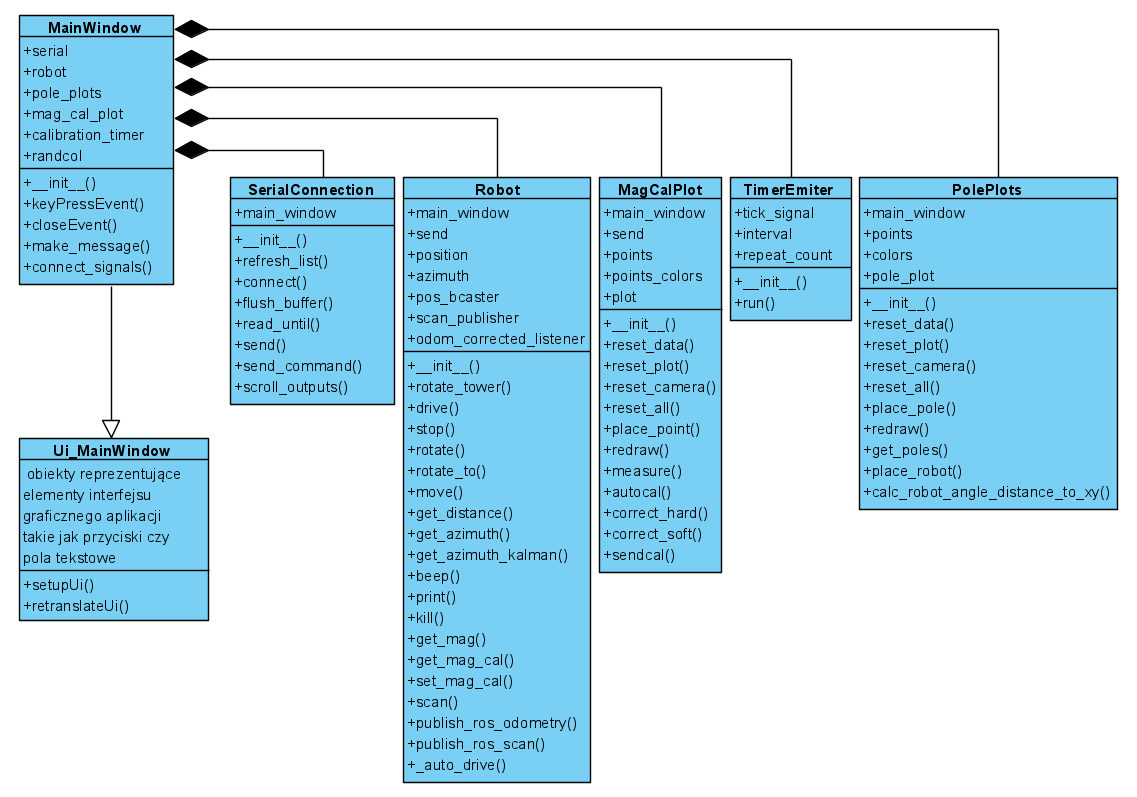 MainWindow
+serial
+robot
+pole_plots
+mag_cal_plot
+calibration_timer
+randcol
+__init__()
+keyPressEvent()
+closeEvent()
+make_message()
+connect_signals()
SerialConnection
+main_window
+__init__()
+refresh_list()
+connect()
+flush_buffer()
+read_until()
+send()
+send_command()
+scroll_outputs()
Robot
+main_window
+send
+position
+azimuth
+pos_bcaster
+scan_publisher
+odom_corrected_listener
+__init__()
+rotate_tower()
+drive()
+stop()
+rotate()
+rotate_to()
+move()
+get_distance()
+get_azimuth()
+get_azimuth_kalman()
+beep()
+print()
+kill()
+get_mag()
+get_mag_cal()
+set_mag_cal()
+scan()
+publish_ros_odometry()
+publish_ros_scan()
+_auto_drive()
MagCalPlot
+main_window
+send
+points
+points_colors
+plot
+__init__()
+reset_data()
+reset_plot()
+reset_camera()
+reset_all()
+place_point()
+redraw()
+measure()
+autocal()
+correct_hard()
+correct_soft()
+sendcal()
TimerEmiter
+tick_signal
+interval
+repeat_count
+__init__()
+run()
PolePlots
+main_window
+points
+colors
+pole_plot
+__init__()
+reset_data()
+reset_plot()
+reset_camera()
+reset_all()
+place_pole()
+redraw()
+get_poles()
+place_robot()
+calc_robot_angle_distance_to_xy()
Ui_MainWindow
obiekty reprezentujące
elementy interfejsu
graficznego aplikacji
takie jak przyciski czy
pola tekstowe
+setupUi()
+retranslateUi()